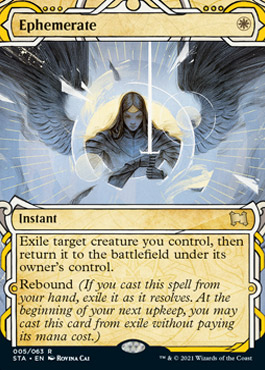 Ephemerate
Instant
Exile target creature you control, then
return it to the battlefield under its
owner's control.
Rebound (If you cast this spell from
your hand, exile it as it resolves. At the
beginning of your next upkeep, you may
cast this card from exile without paying
its mana cost.)
005/063 R
STA • EN ROVINA CAI
™ & © 2021 Wizards of the Coast